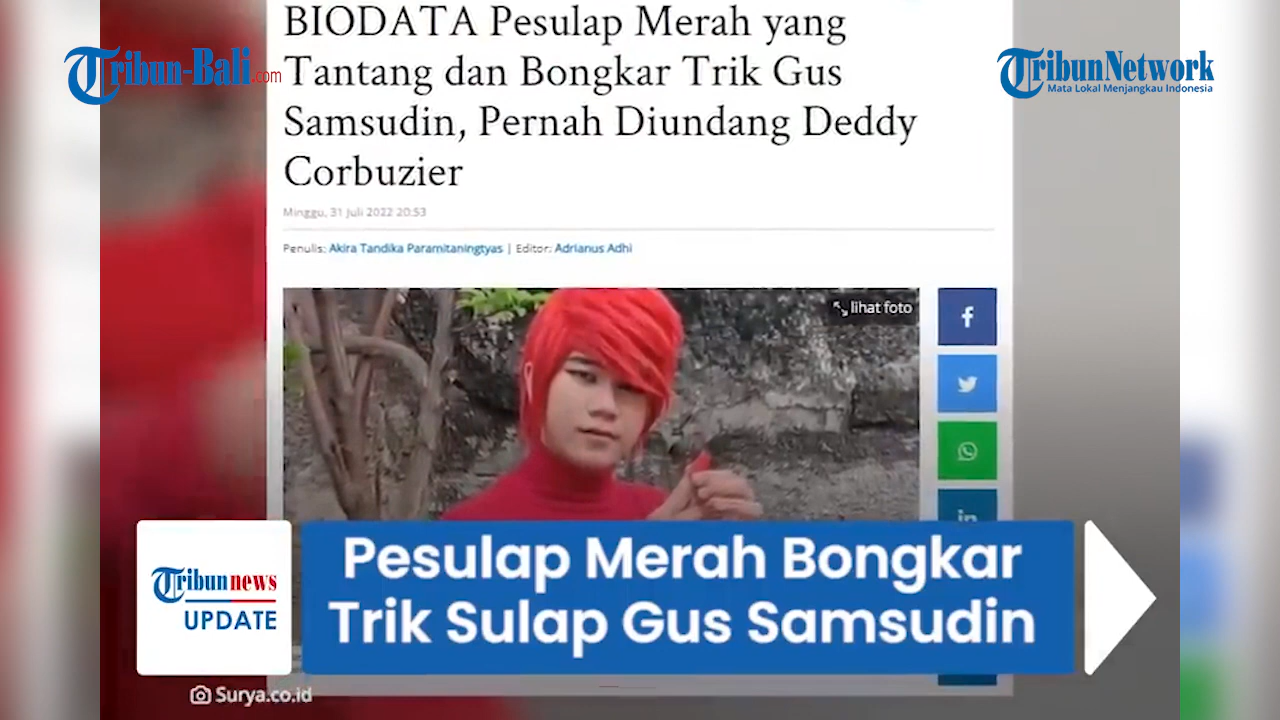 BIODATA Pesulap Merah yang
Tantang dan Bongkar Trik Gus
Samsudin, Pernah Diundang Deddy
Corbuzier
Tribun-Bali.com
TribunNetwork
Mata Lokal Menjangkau Indonesia
Minggu, 31 Juli 2022 20:53
Penulis: Akira Tandika Paramitaningtyas | Editor: Adrianus Adhi
lihat foto
f
in
Pesulap Merah Bongkar
Trik Sulap Gus Samsudin
Tribunnews
UPDATE
Surya.co.id